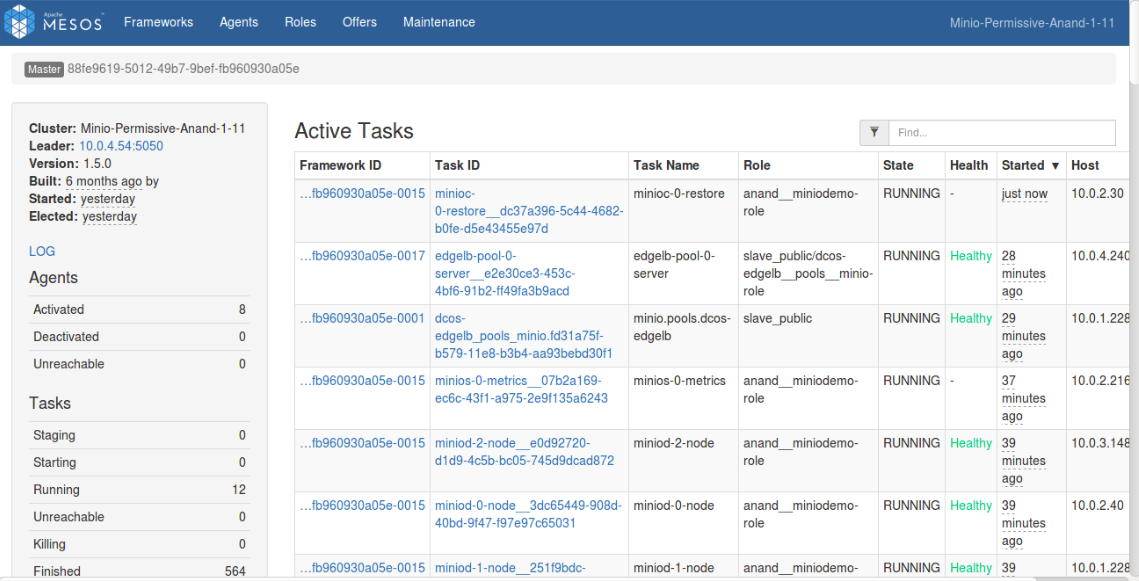 Apache
MESOS
Frameworks Agents Roles Offers Maintenance
Minio-Permissive-Anand-1-11
Master 88fe9619-5012-49b7-9bef-fb960930a05e
Cluster: Minio-Permissive-Anand-1-11
Leader: 10.0.4.54:5050
Version: 1.5.0
Built: 6 months ago by
Started: yesterday
Elected: yesterday
LOG
Agents
Activated 8
Deactivated 0
Unreachable 0
Tasks
Staging 0
Starting 0
Running 12
Unreachable 0
Killing 0
Finished 564
Active Tasks
Find...
Framework ID Task ID Task Name Role State Health Started ▼ Host
…fb960930a05e-0015 minioc- minioc-0-restore anand__miniodemo- RUNNING - just now 10.0.2.30
0-restore__dc37a396-5c44-4682- role
b0fe-d5e43455e97d
…fb960930a05e-0017 edgelb-pool-0- edgelb-pool-0- slave_public/dcos- RUNNING Healthy 28 10.0.4.240
server__e2e30ce3-453c- server edgelb__pools__minio- minutes
4bf6-91b2-ff49fa3b9acd role ago
…fb960930a05e-0001 dcos- minio.pools.dcos- slave_public RUNNING Healthy 29 10.0.1.228
edgelb_pools_minio.fd31a75f- edgelb minutes
b579-11e8-b3b4-aa93bebd30f1 ago
…fb960930a05e-0015 minios-0-metrics__07b2a169- minios-0-metrics anand__miniodemo- RUNNING - 37 10.0.2.216
ec6c-43f1-a975-2e9f135a6243 role minutes
ago
…fb960930a05e-0015 miniod-2-node__e0d92720- miniod-2-node anand__miniodemo- RUNNING Healthy 39 10.0.3.148
d1d9-4c5b-bc05-745d9dcad872 role minutes
ago
…fb960930a05e-0015 miniod-0-node__3dc65449-908d- miniod-0-node anand__miniodemo- RUNNING Healthy 39 10.0.2.40
40bd-9f47-f97e97c65031 role minutes
ago
…fb960930a05e-0015 miniod-1-node__251f9bdc- miniod-1-node anand__miniodemo- RUNNING Healthy 39 10.0.1.228